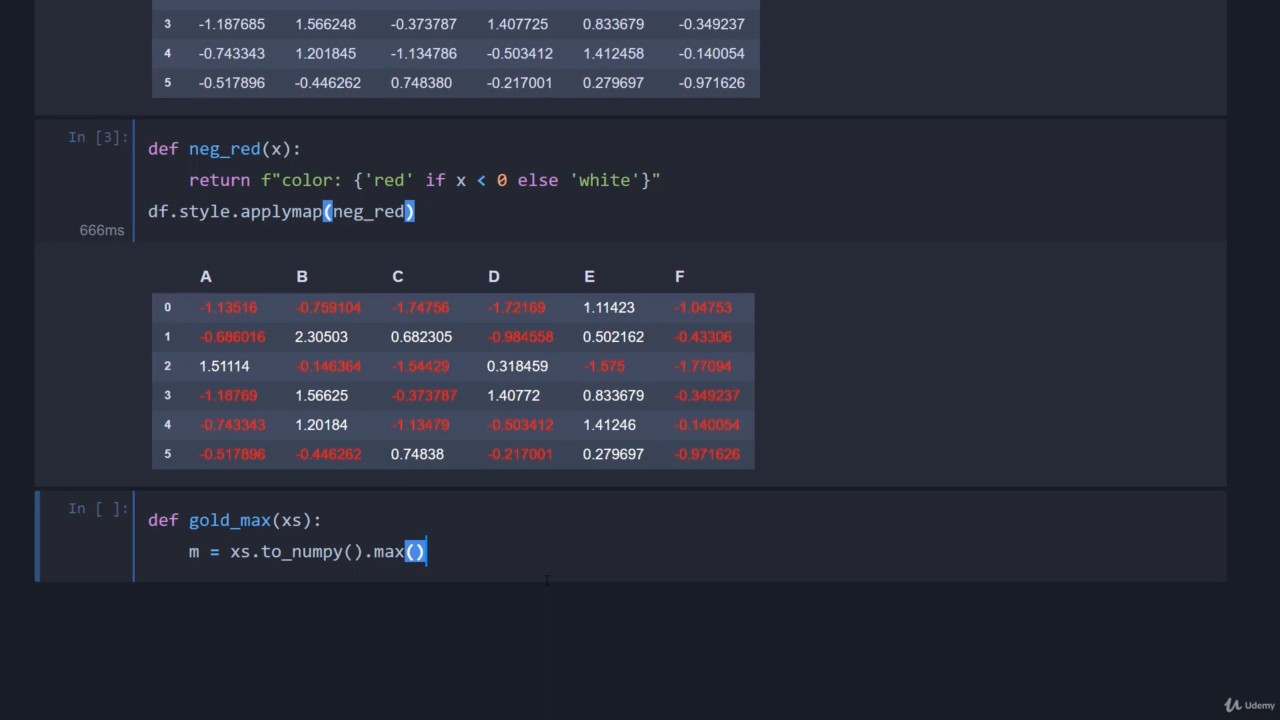 3 -1.187685 1.566248 -0.373787 1.407725 0.833679 -0.349237
4 -0.743343 1.201845 -1.134786 -0.503412 1.412458 -0.140054
5 -0.517896 -0.446262 0.748380 -0.217001 0.279697 -0.971626
In [3]:
def neg_red(x):
return f"color: {'red' if x < 0 else 'white'}"
df.style.applymap(neg_red)
666ms
A B C D E F
0 -1.13516 -0.759104 -1.74756 -1.72169 1.11423 -1.04753
1 -0.686016 2.30503 0.682305 -0.984558 0.502162 -0.43306
2 1.51114 -0.146364 -1.54429 0.318459 -1.575 -1.77094
3 -1.18769 1.56625 -0.373787 1.40772 0.833679 -0.349237
4 -0.743343 1.20184 -1.13479 -0.503412 1.41246 -0.140054
5 -0.517896 -0.446262 0.74838 -0.217001 0.279697 -0.971626
In [ ]:
def gold_max(xs):
m = xs.to_numpy().max()
Udemy